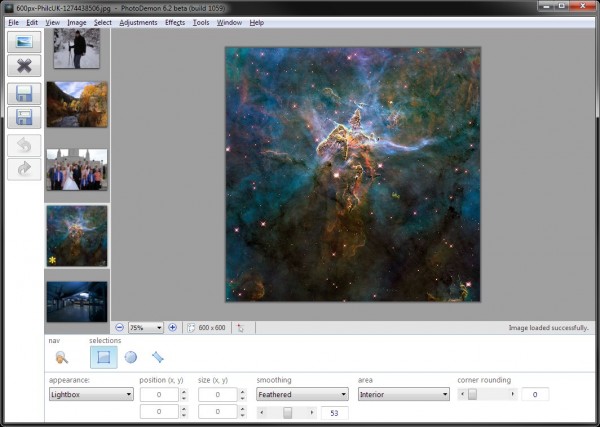 600px-PhilcUK-1274438506.jpg - PhotoDemon 6.2 beta (build 1059)
File Edit View Image Select Adjustments Effects Tools Window Help
75% 600 x 600 Image loaded successfully.
nav selections
appearance: position (x, y) size (x, y) smoothing area corner rounding
Lightbox 0 0 Feathered Interior 0
0 0 53